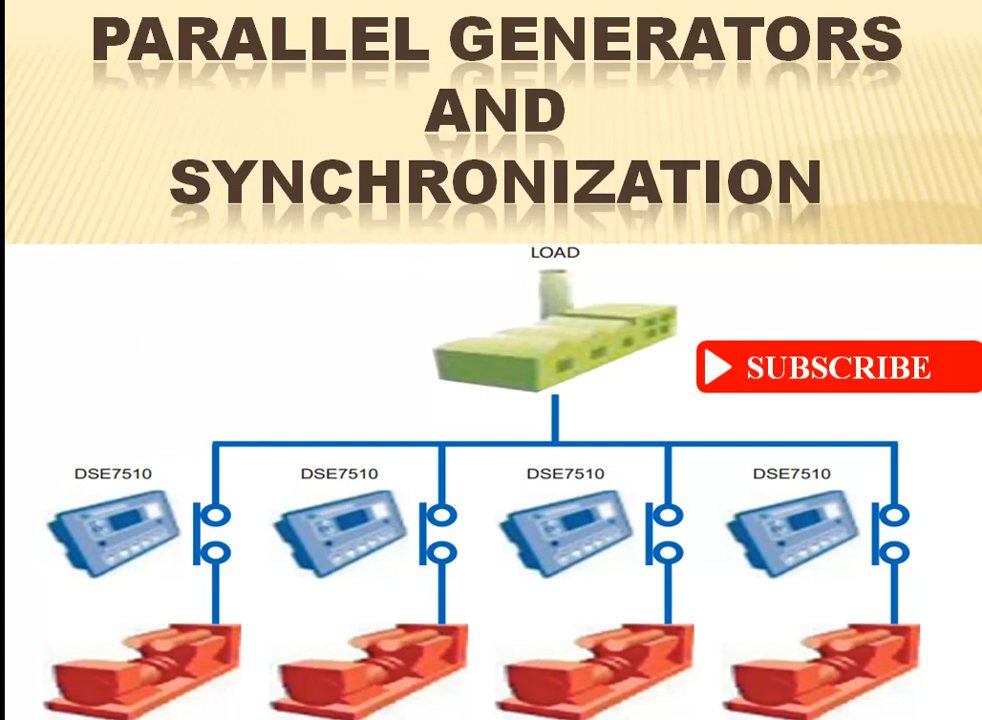 PARALLEL GENERATORS
AND
SYNCHRONIZATION
LOAD
SUBSCRIBE
DSE7510 DSE7510 DSE7510 DSE7510